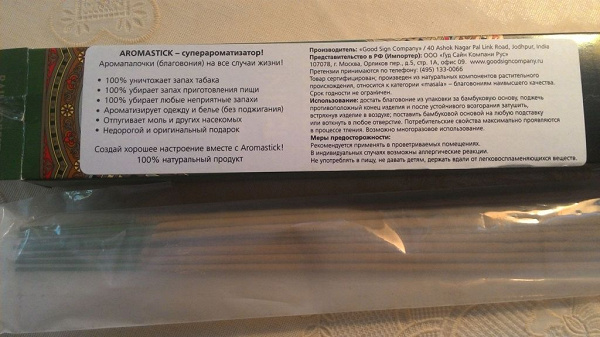 AROMASTICK – суперароматизатор!
Аромапалочки (благовония) на все случаи жизни!
• 100% уничтожает запах табака
• 100% убирает запах приготовления пищи
• 100% убирает любые неприятные запахи
• Ароматизирует одежду и белье (без поджигания)
• Отпугивает моль и других насекомых
• Недорогой и оригинальный подарок
Создай хорошее настроение вместе с Aromastick!
100% натуральный продукт
Производитель: «Good Sign Company» / 40 Ashok Nagar Pal Link Road, Jodhpur, India
Представительство в РФ (Импортер): ООО «Гуд Сайн Компани Рус»
107078, г. Москва, Орликов пер., д.5, стр. 1А, офис 09. www.goodsigncompany.ru
Претензии принимаются по телефону: (495) 133-0066
Товар сертифицирован, произведен из натуральных компонентов растительного
происхождения, относится к категории «masala» – благовониям наивысшего качества.
Срок годности не ограничен.
Использование: достать благовоние из упаковки за бамбуковую основу, поджечь
противоположный конец изделия и после устойчивого возгорания затушить,
встряхнув изделие в воздухе; поставить бамбуковой основой на любую подставку
или воткнуть в любое отверстие. Потребительские свойства максимально проявляются
в процессе тления. Возможно многоразовое использование.
Меры предосторожности:
Рекомендуется применять в проветриваемых помещениях.
В индивидуальных случаях возможны аллергические реакции.
Не употреблять в пищу, не давать детям, держать вдали от легковоспламеняющихся веществ.